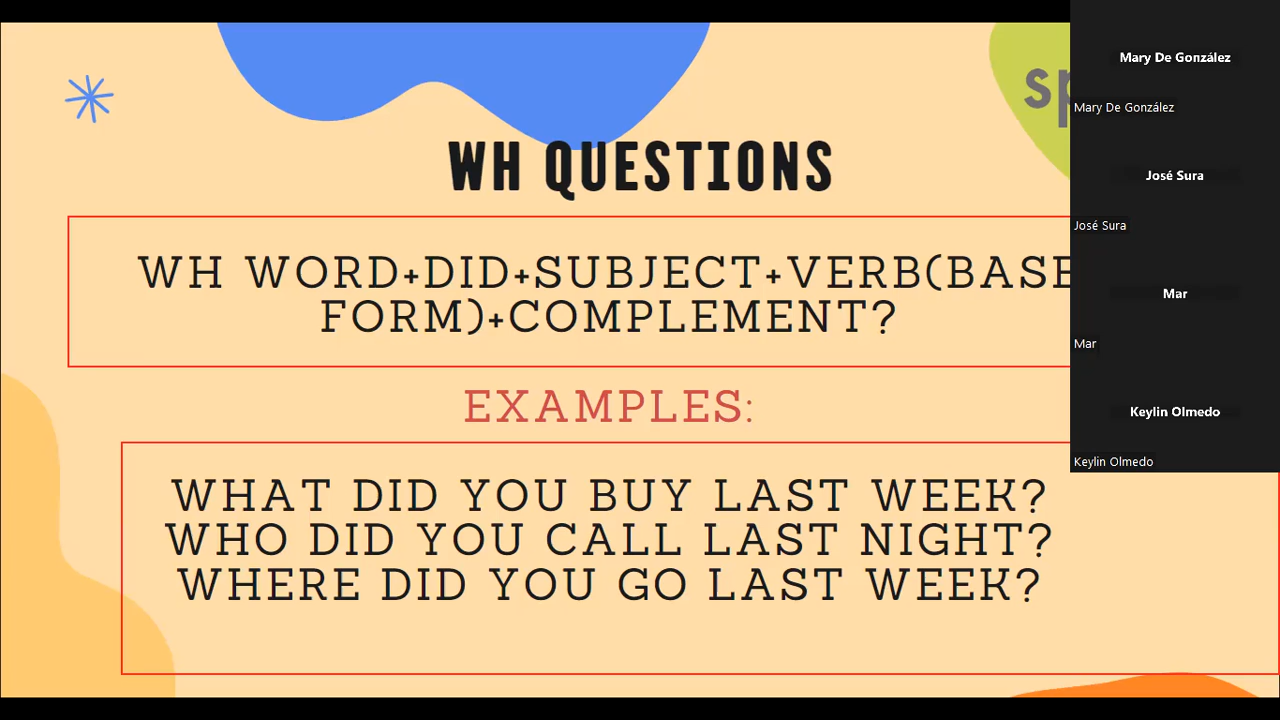 WH QUESTIONS
WH WORD+DID+SUBJECT+VERB(BASE
FORM)+COMPLEMENT?
EXAMPLES:
WHAT DID YOU BUY LAST WEEK?
WHO DID YOU CALL LAST NIGHT?
WHERE DID YOU GO LAST WEEK?
Mary De González
Mary De González
José Sura
José Sura
Mar
Mar
Keylin Olmedo
Keylin Olmedo